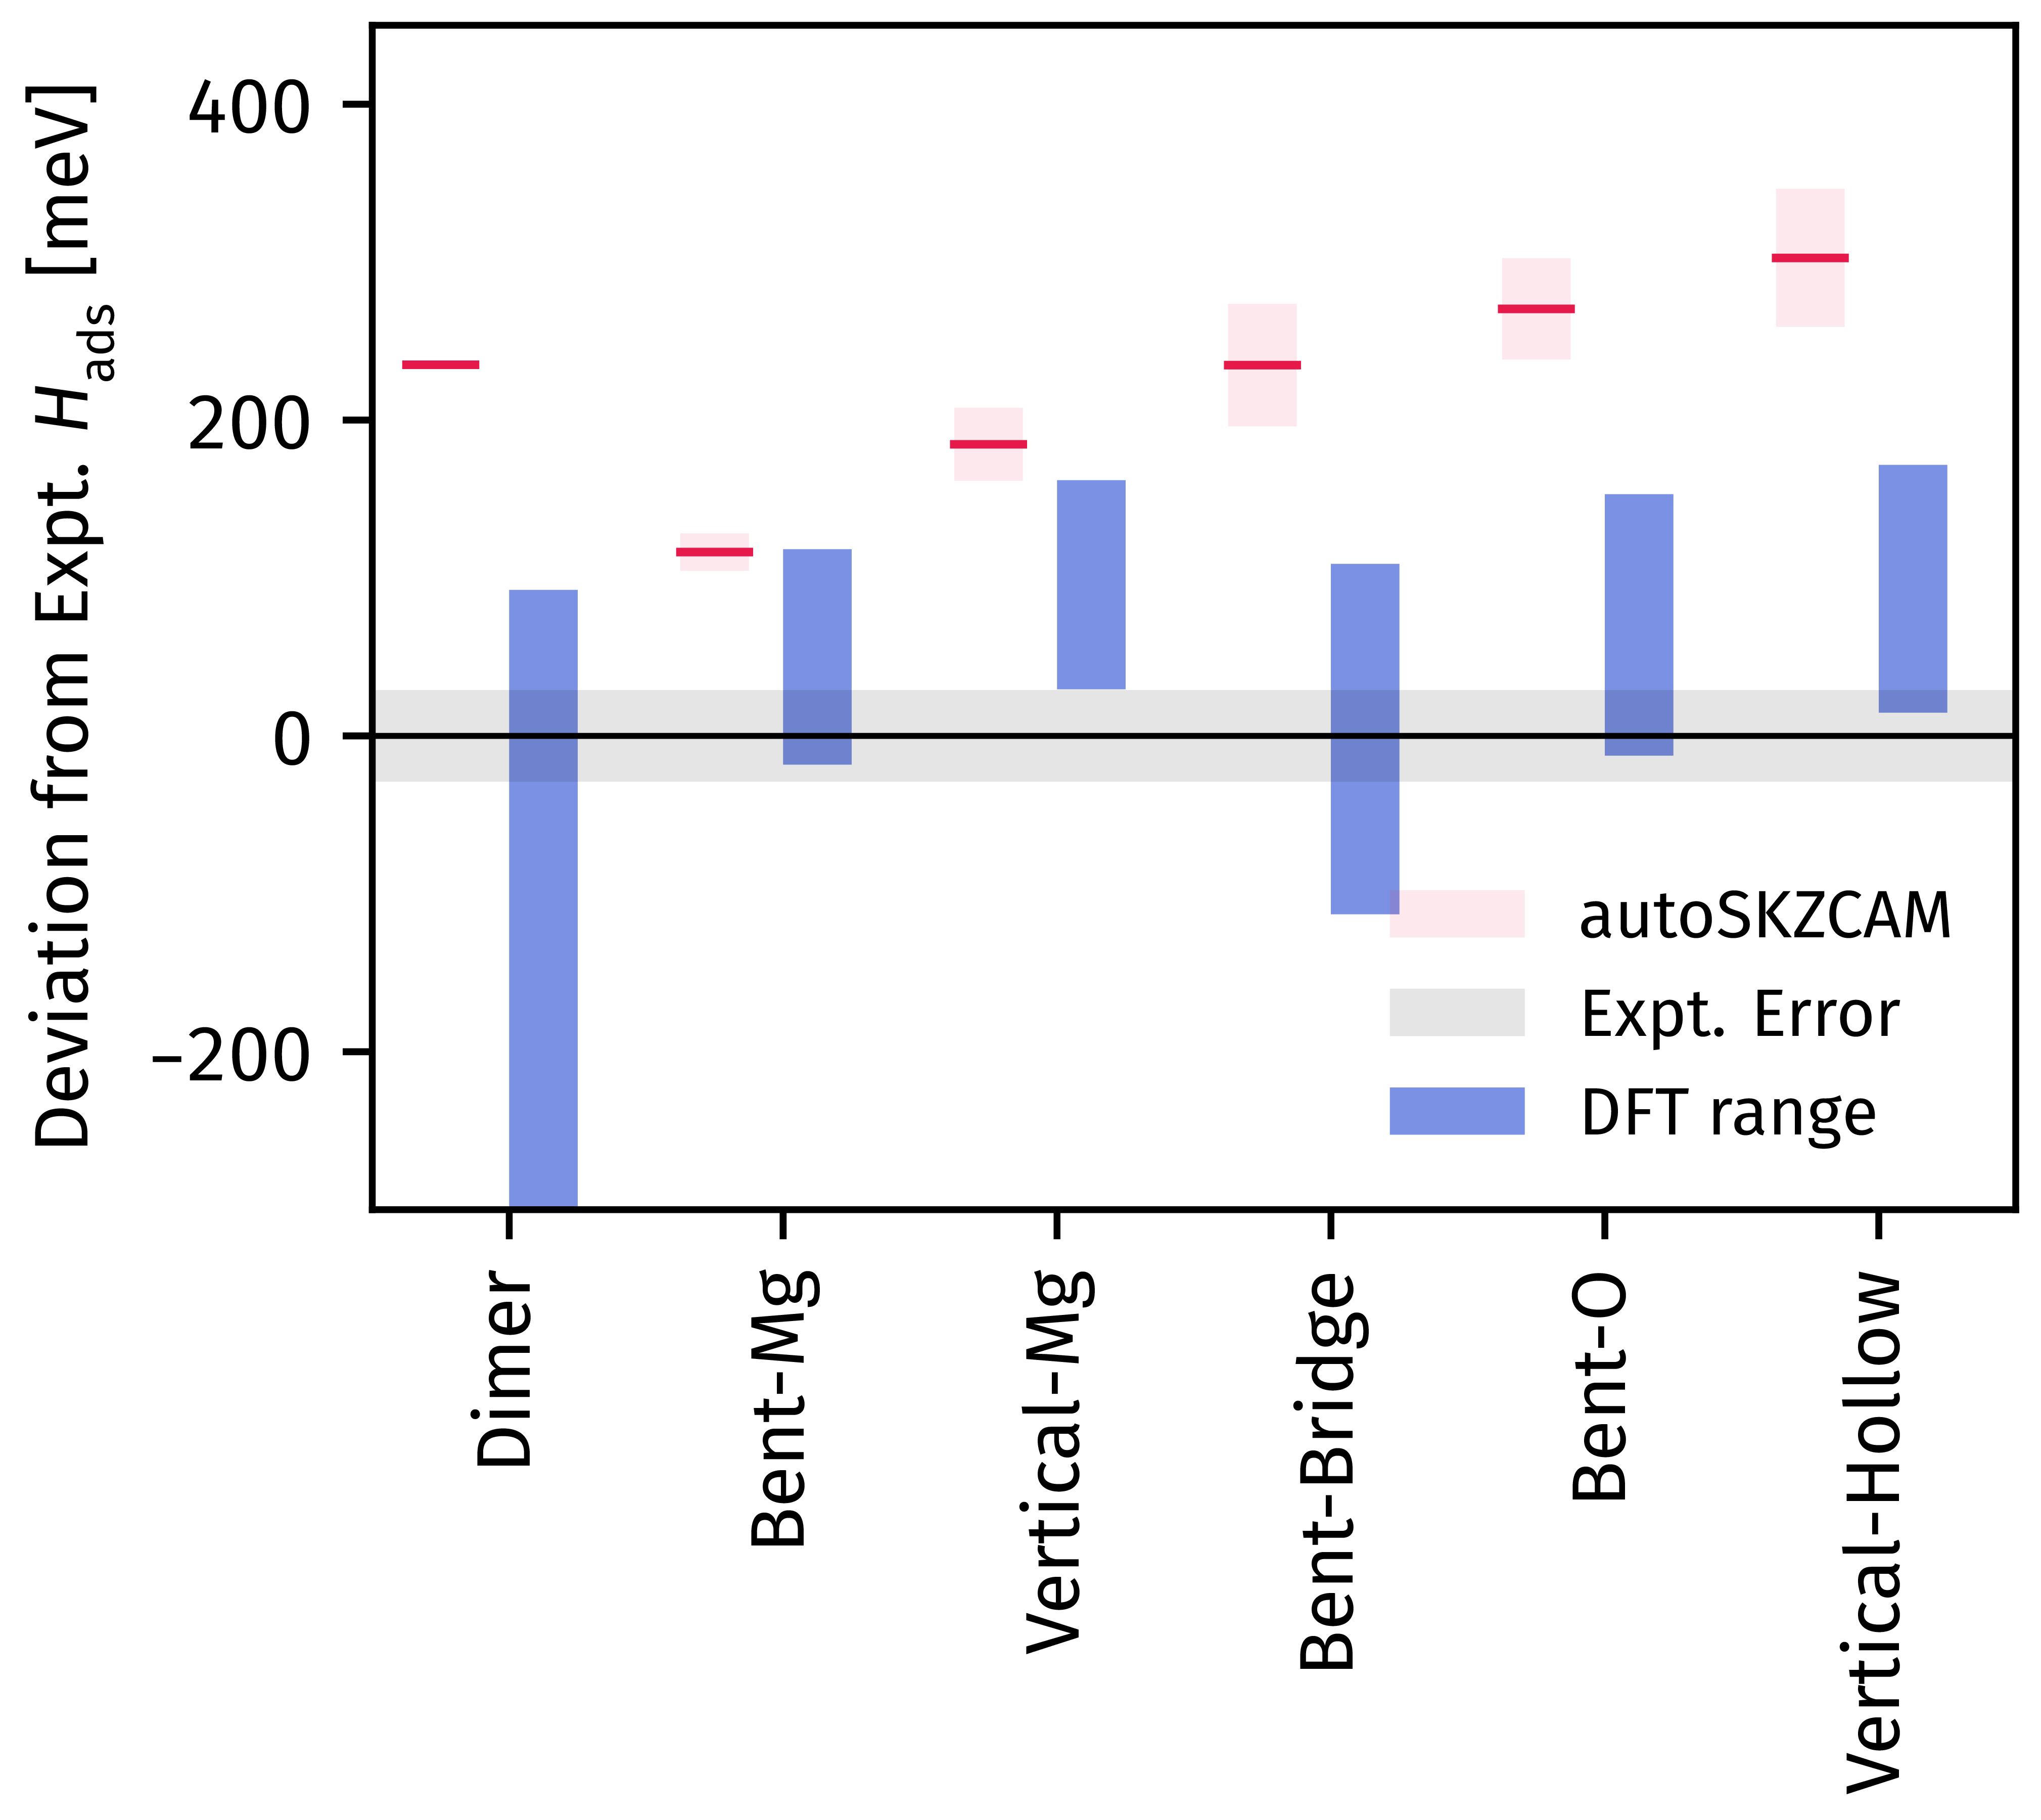 Deviation from Expt. Hads [meV]
400
200
0
-200
autoSKZCAM
Expt. Error
DFT range
Dimer
Bent-Mg
Vertical-Mg
Bent-Bridge
Bent-O
Vertical-Hollow